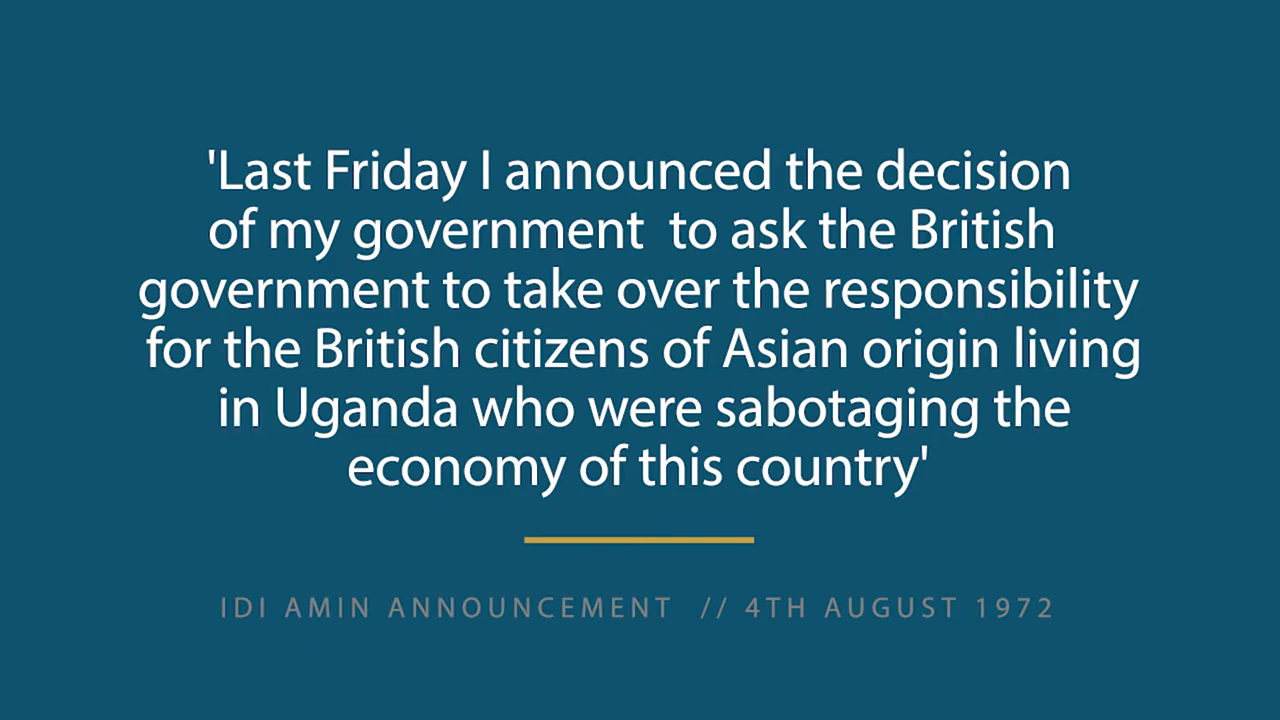 'Last Friday I announced the decision
of my government  to ask the British
government to take over the responsibility
for the British citizens of Asian origin living
in Uganda who were sabotaging the
economy of this country'
IDI AMIN ANNOUNCEMENT  // 4TH AUGUST 1972